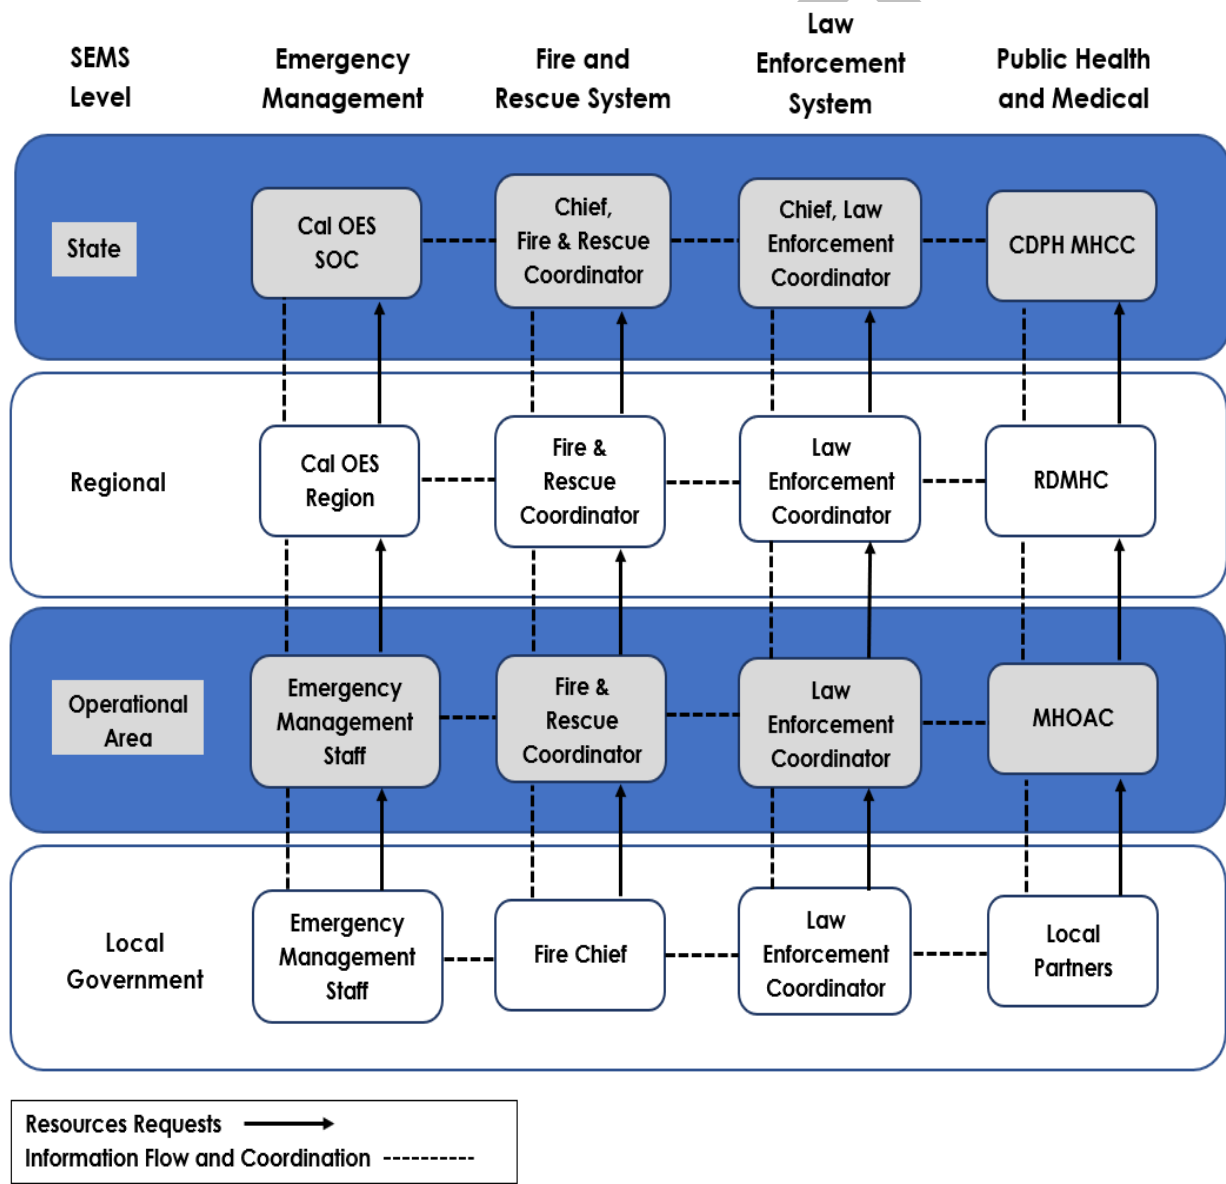 SEMS
Level
Emergency
Management
Fire and
Rescue System
Law
Enforcement
System
Public Health
and Medical
State
Cal OES
SOC
Chief,
Fire & Rescue
Coordinator
Chief, Law
Enforcement
Coordinator
CDPH MHCC
Regional
Cal OES
Region
Fire &
Rescue
Coordinator
Law
Enforcement
Coordinator
RDMHC
Operational
Area
Emergency
Management
Staff
Fire &
Rescue
Coordinator
Law
Enforcement
Coordinator
MHOAC
Local
Government
Emergency
Management
Staff
Fire Chief
Law
Enforcement
Coordinator
Local
Partners
Resources Requests
Information Flow and Coordination